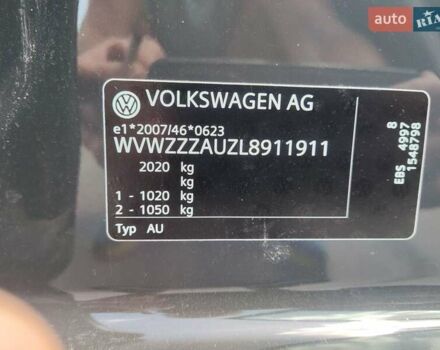 auto RIA
VOLKSWAGEN AG
e1*2007/46*0623
WVWZZZAUZL8911911
2020 kg
kg
1 - 1020 kg
2 - 1050 kg
Typ AU
8
EBS 4997
1548798